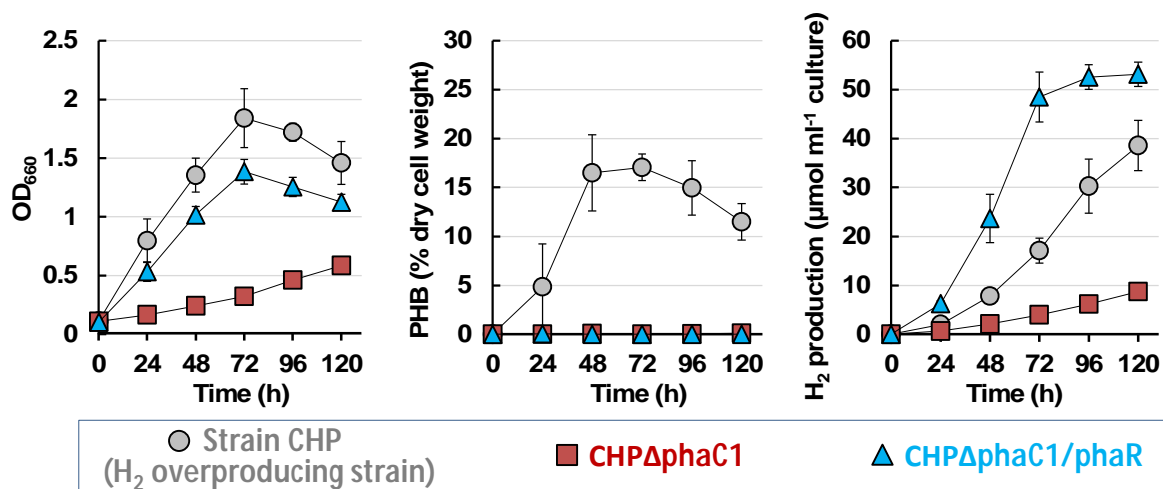 2.5
2
1.5
1
0.5
0
OD660
0 24 48 72 96 120
Time (h)
30
25
20
15
10
5
0
PHB (% dry cell weight)
0 24 48 72 96 120
Time (h)
60
50
40
30
20
10
0
H2 production (µmol ml-1 culture)
0 24 48 72 96 120
Time (h)
Strain CHP
(H2 overproducing strain)
CHPΔphaC1
CHPΔphaC1/phaR